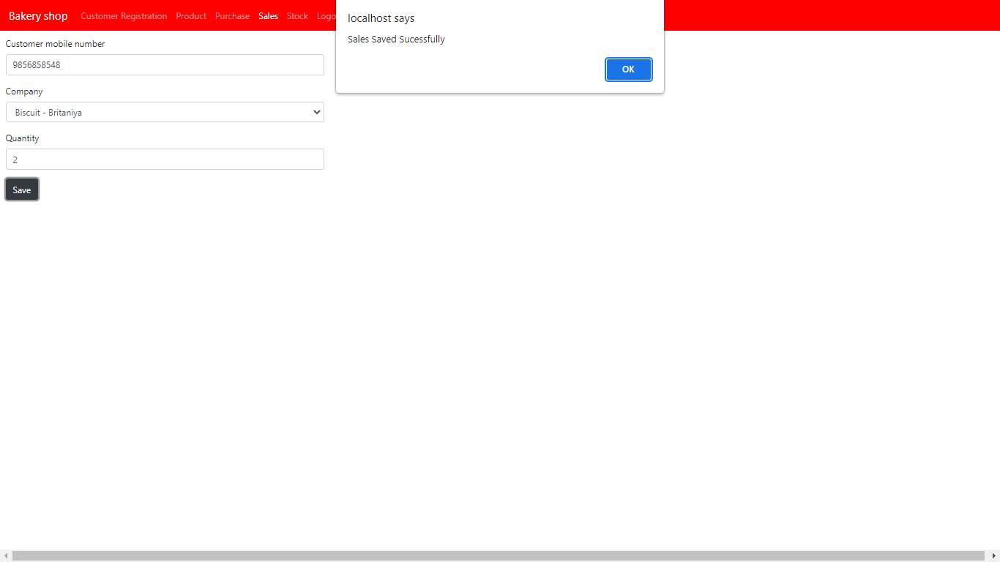 Bakery shop Customer Registration Product Purchase Sales Stock Logo
localhost says
Sales Saved Sucessfully
OK
Customer mobile number
9856858548
Company
Biscuit - Britaniya
Quantity
2
Save